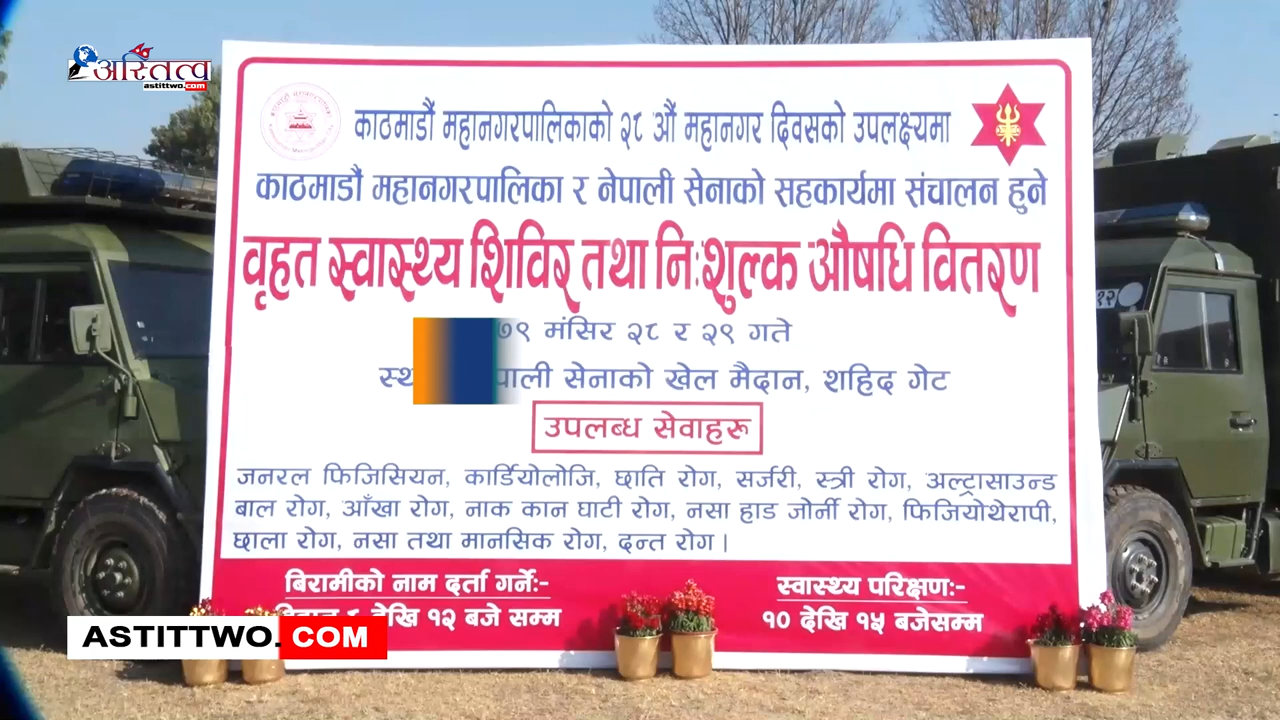 अस्तित्व
astittwo.com
काठमाडौं महानगरपालिकाको २८ औं महानगर दिवसको उपलक्ष्यमा
काठमाडौं महानगरपालिका र नेपाली सेनाको सहकार्यमा संचालन हुने
वृहत स्वास्थ्य शिविर तथा निःशुल्क औषधि वितरण
७९ मंसिर २८ र २९ गते
सेनाको खेल मैदान, शहिद गेट
उपलब्ध सेवाहरू
जनरल फिजिसियन, कार्डियोलोजि, छाति रोग, सर्जरी, स्त्री रोग, अल्ट्रासाउन्ड
बाल रोग, आँखा रोग, नाक कान घाटी रोग, नसा हाड जोर्नी रोग, फिजियोथेरापी,
छाला रोग, नसा तथा मानसिक रोग, दन्त रोग |
बिरामीको नाम दर्ता गर्ने:-
देखि १२ बजे सम्म
स्वास्थ्य परिक्षण:-
१० देखि १५ बजेसम्म
ASTITTWO.COM